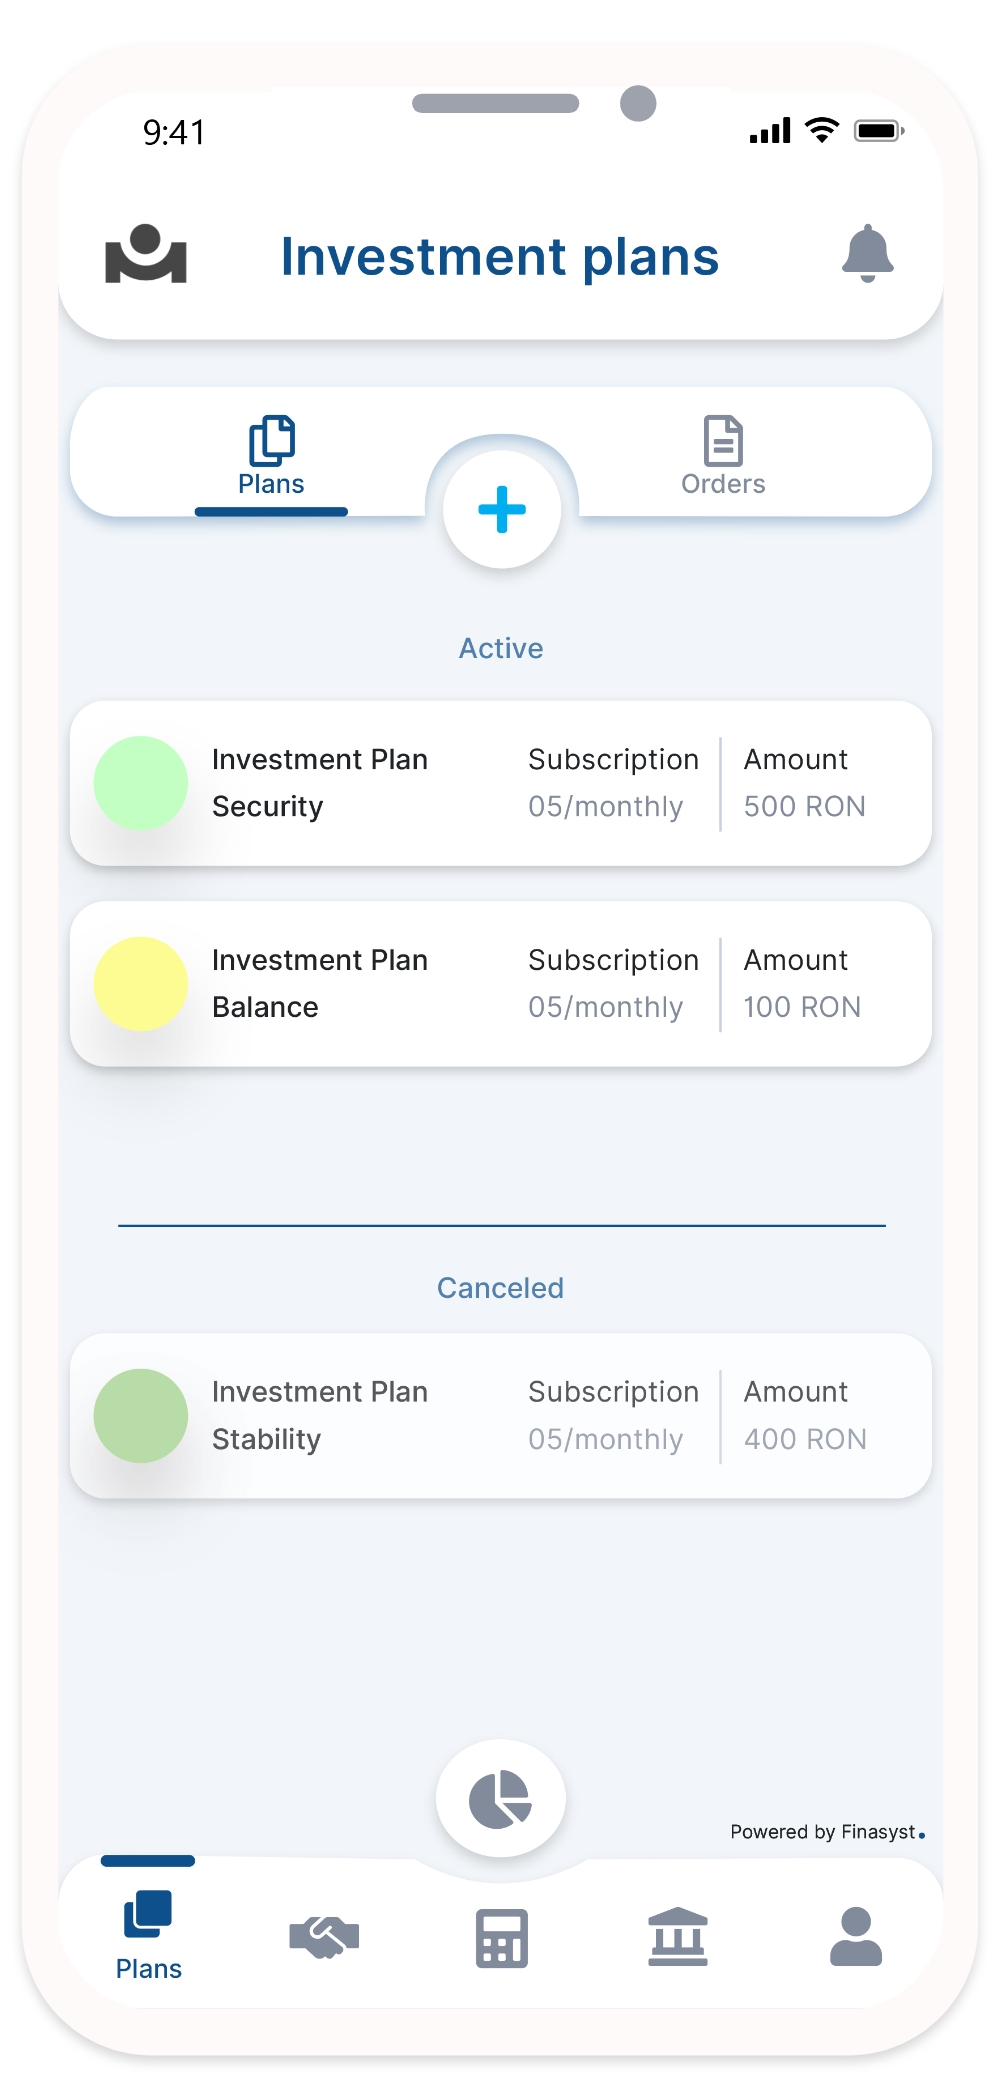 9:41
Investment plans
Plans
Orders
Active
Investment Plan
Security
Subscription
05/monthly
Amount
500 RON
Investment Plan
Balance
Subscription
05/monthly
Amount
100 RON
Canceled
Investment Plan
Stability
Subscription
05/monthly
Amount
400 RON
Powered by Finasyst.
Plans